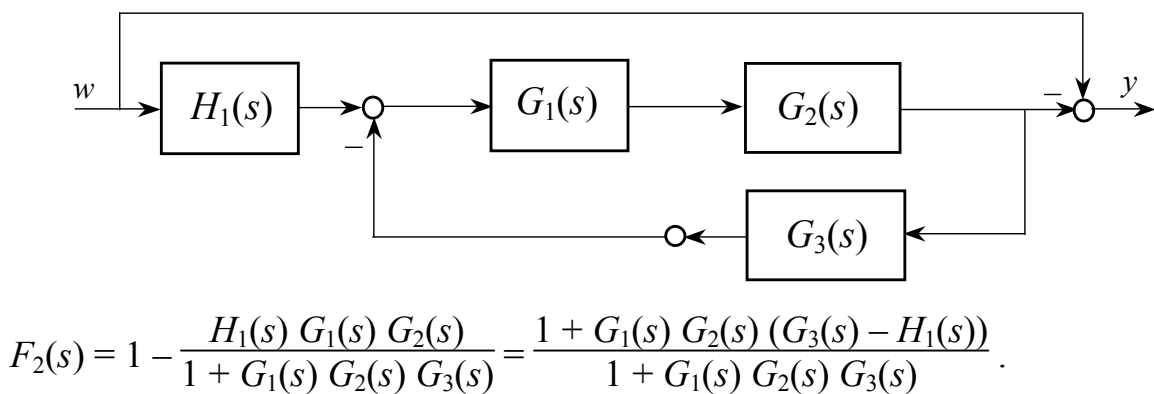 w
H₁(s)
G₁(s)
G₂(s)
y
–
–
G₃(s)
F₂(s) = 1 – H₁(s) G₁(s) G₂(s) / 1 + G₁(s) G₂(s) G₃(s) = 1 + G₁(s) G₂(s) (G₃(s) – H₁(s)) / 1 + G₁(s) G₂(s) G₃(s) .